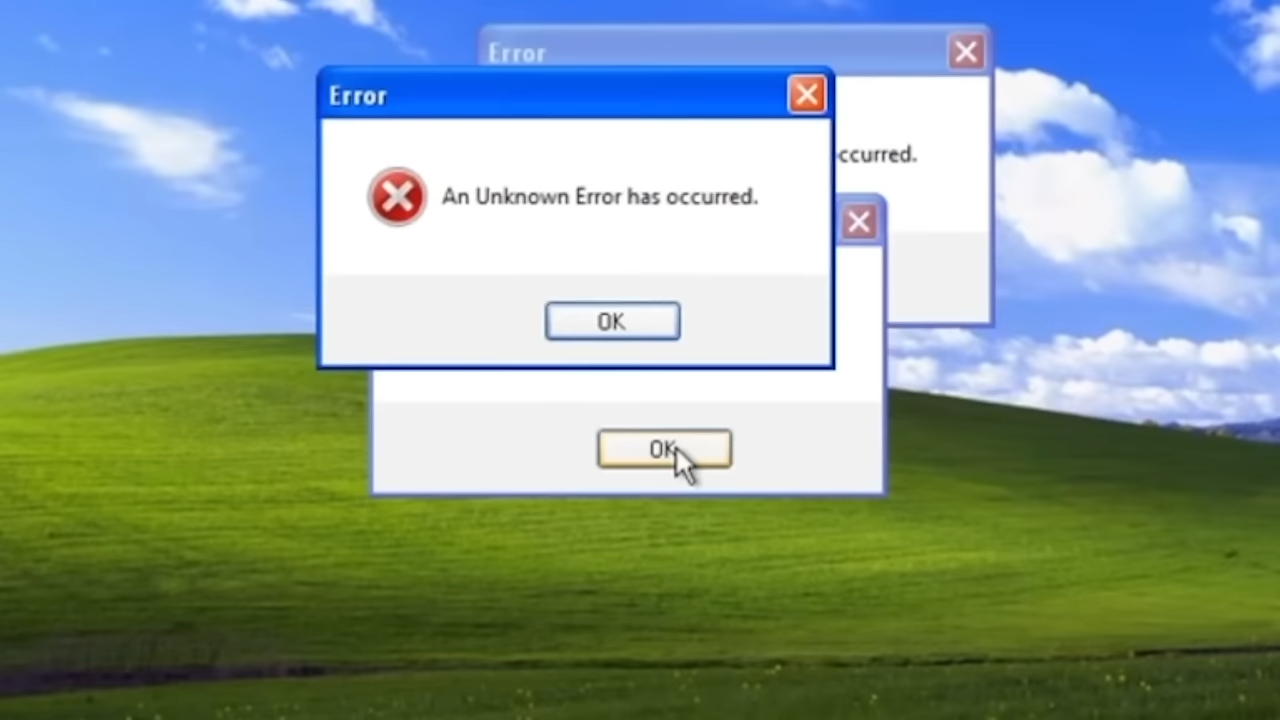 Error
Error
An Unknown Error has occurred.
ccurred.
OK
OK